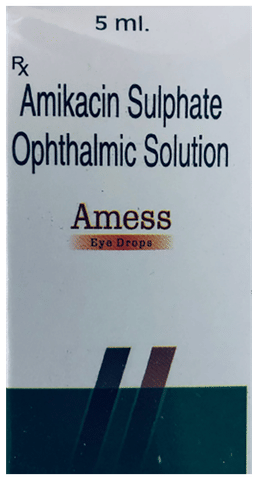 5 ml.
Rx
Amikacin Sulphate
Ophthalmic Solution
Amess
Eye Drops